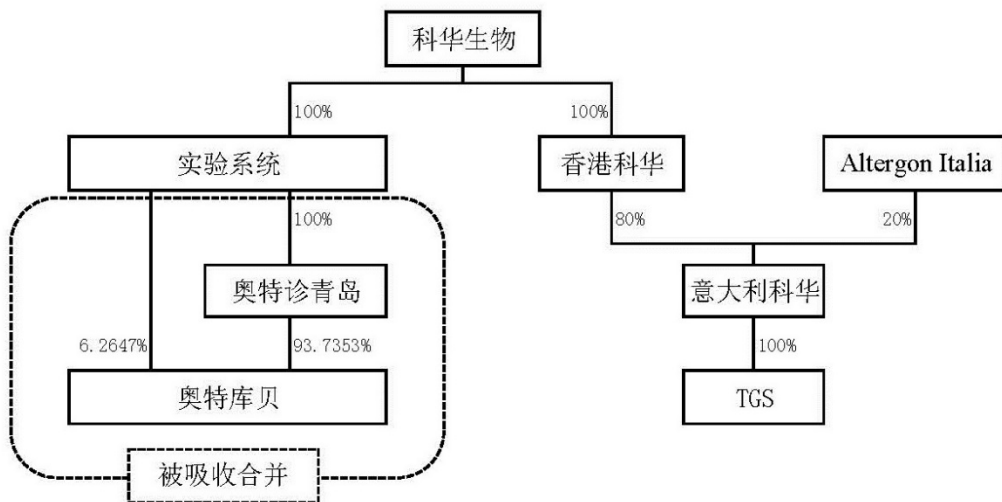 科华生物
100%
100%
实验系统
香港科华
Altergon Italia
100%
80%
20%
奥特诊青岛
意大利科华
6.2647%
93.7353%
100%
奥特库贝
TGS
被吸收合并